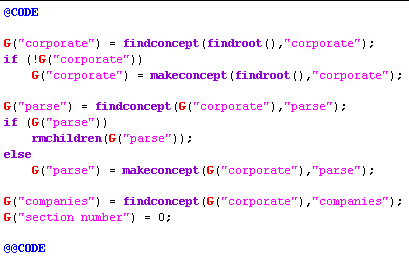 @CODE
G("corporate") = findconcept(findroot(),"corporate");
if (!G("corporate"))
G("corporate") = makeconcept(findroot(),"corporate");
G("parse") = findconcept(G("corporate"),"parse");
if (G("parse"))
rmchildren(G("parse"));
else
G("parse") = makeconcept(G("corporate"),"parse");
G("companies") = findconcept(G("corporate"),"companies");
G("section number") = 0;
@@CODE